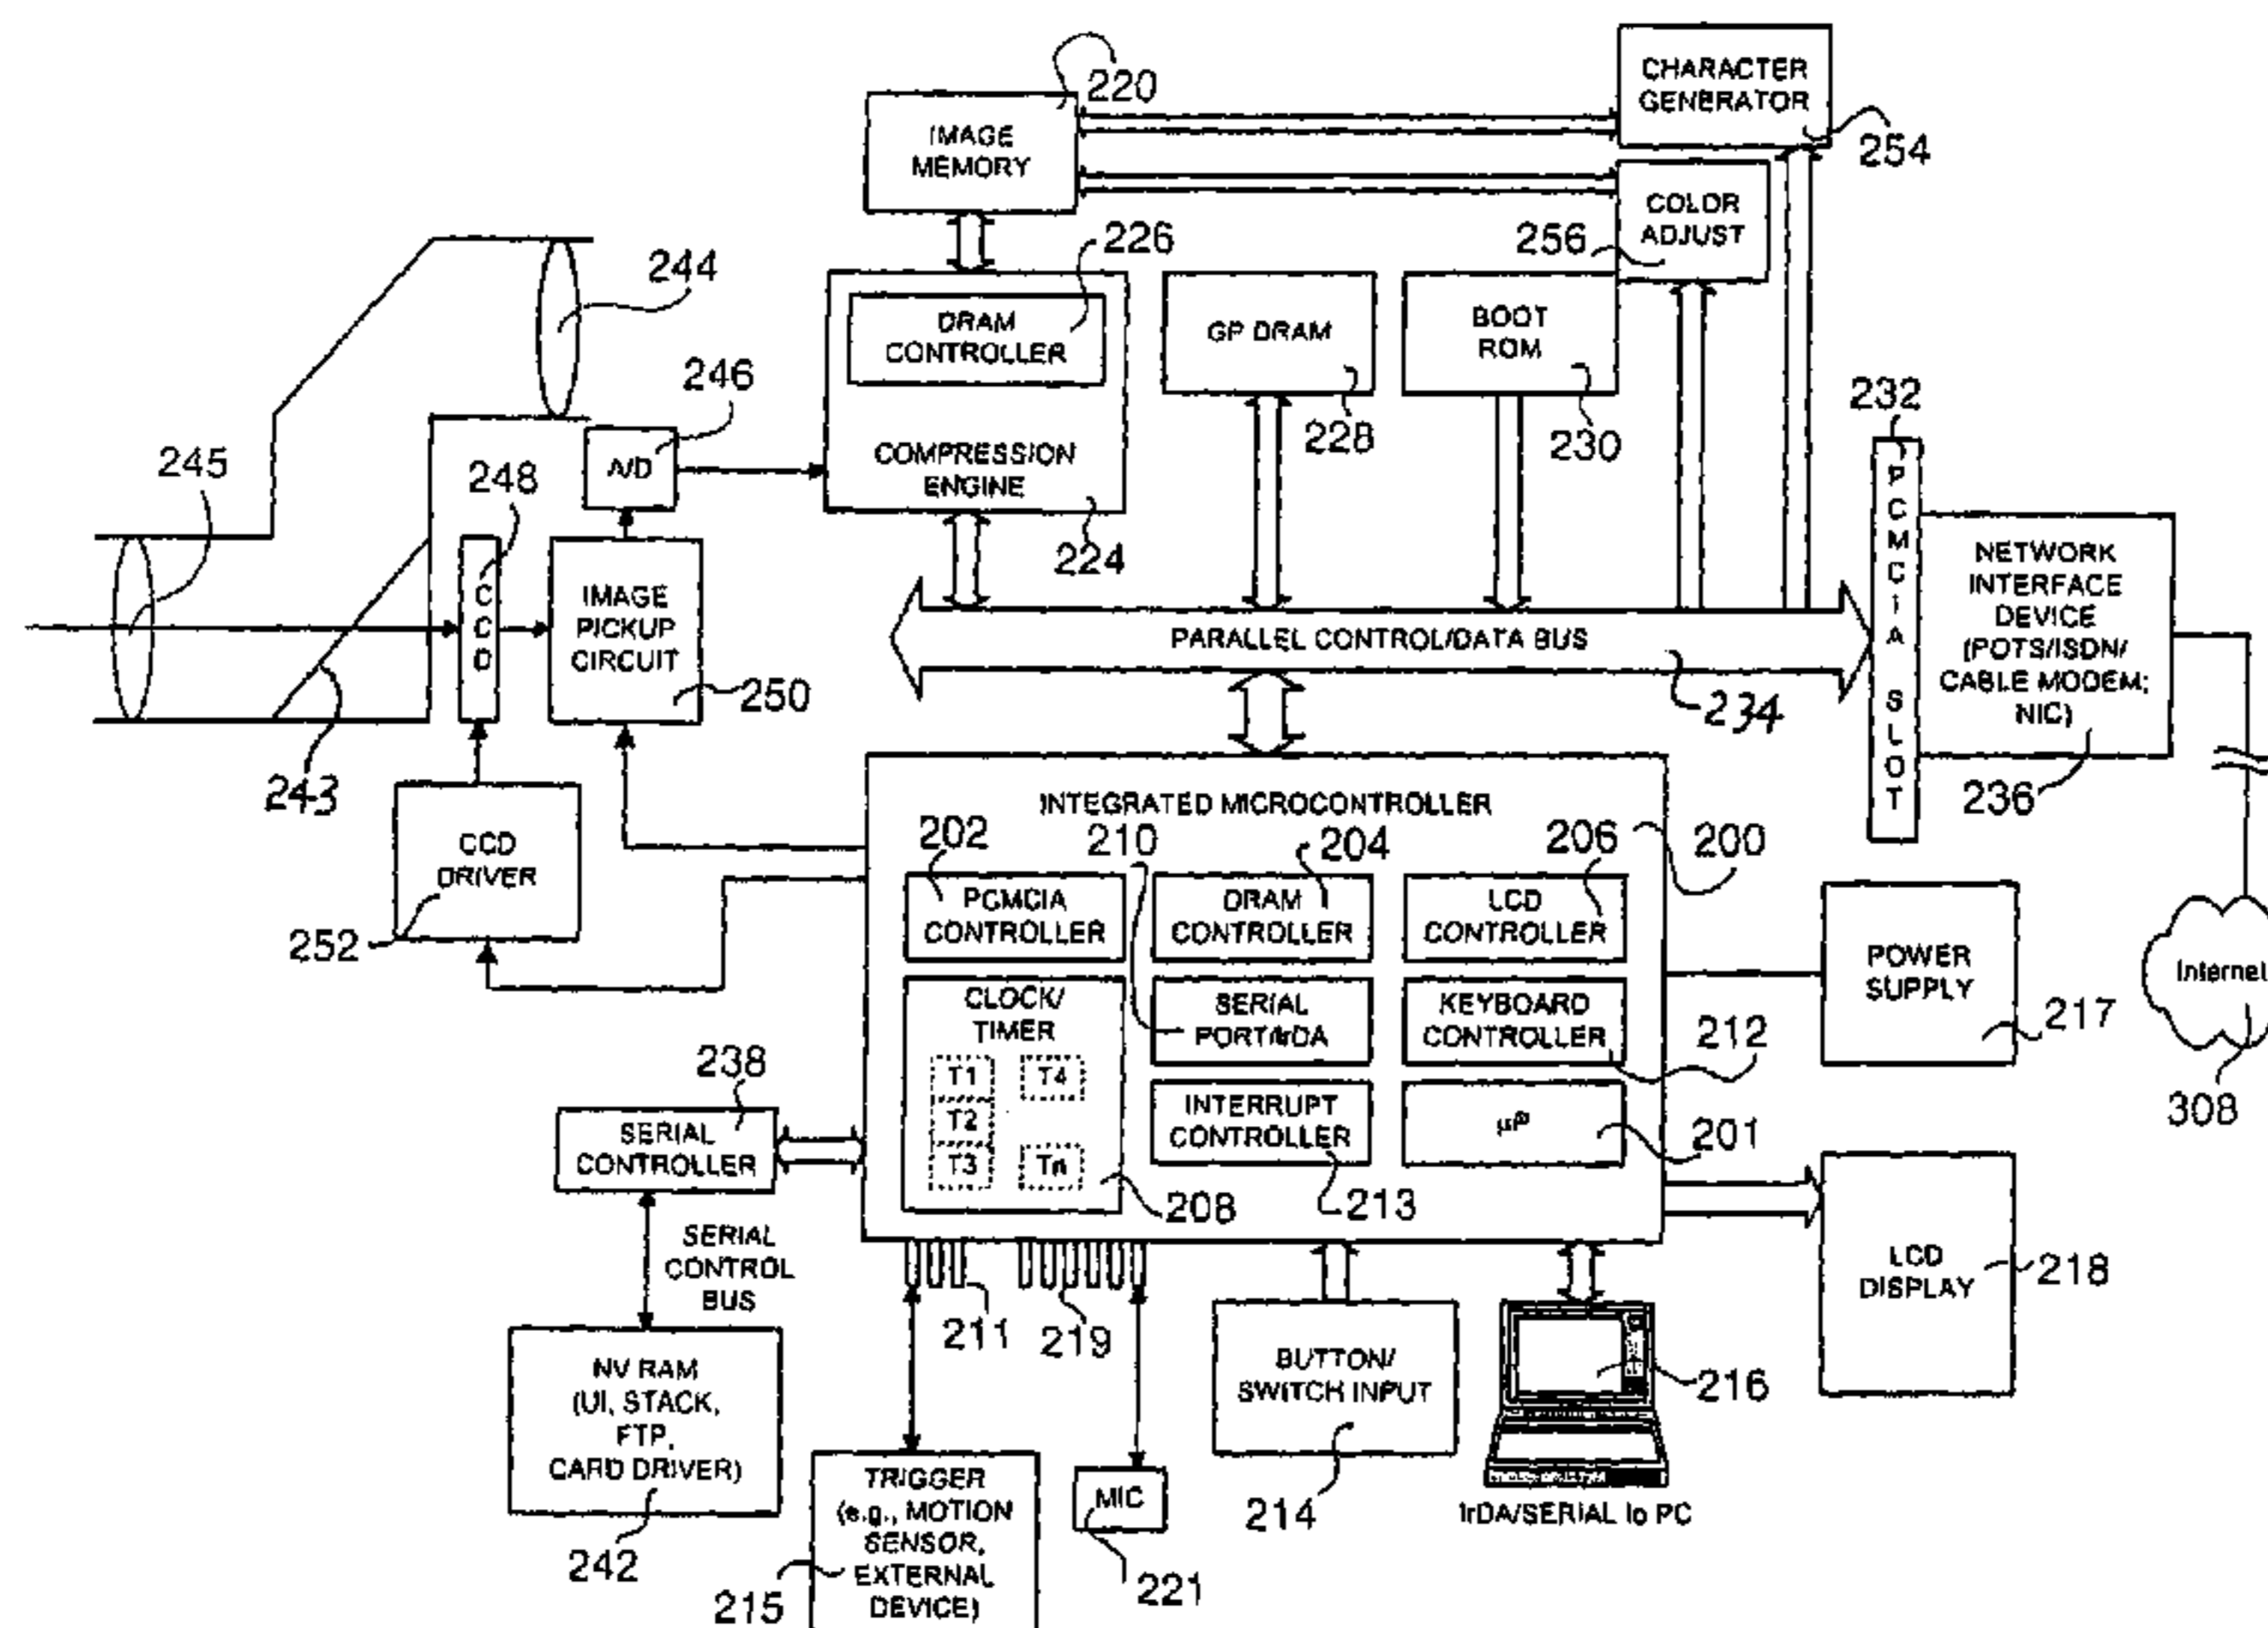 220
IMAGE
MEMORY
CHARACTER
GENERATOR
254
COLOR
ADJUST
256
244
226
DRAM
CONTROLLER
COMPRESSION
ENGINE
224
GP DRAM
228
BOOT
ROM
230
246
A/D
245
248
CCD
IMAGE
PICKUP
CIRCUIT
250
243
CCD
DRIVER
252
PARALLEL CONTROL/DATA BUS
234
232
PCMCIA SLOT
NETWORK
INTERFACE
DEVICE
(POTS/ISDN/
CABLE MODEM;
NIC)
236
INTEGRATED MICROCONTROLLER
200
202
PCMCIA
CONTROLLER
210
204
DRAM
CONTROLLER
206
LCD
CONTROLLER
CLOCK/
TIMER
T1
T4
T2
T3
Tn
208
SERIAL
PORT/IrDA
KEYBOARD
CONTROLLER
212
INTERRUPT
CONTROLLER
213
μP
201
POWER
SUPPLY
217
Internet
308
238
SERIAL
CONTROLLER
SERIAL
CONTROL
BUS
NV RAM
(UI, STACK,
FTP,
CARD DRIVER)
242
211
219
TRIGGER
(e.g., MOTION
SENSOR,
EXTERNAL
DEVICE)
215
MIC
221
BUTTON/
SWITCH INPUT
214
216
IrDA/SERIAL to PC
LCD
DISPLAY
218